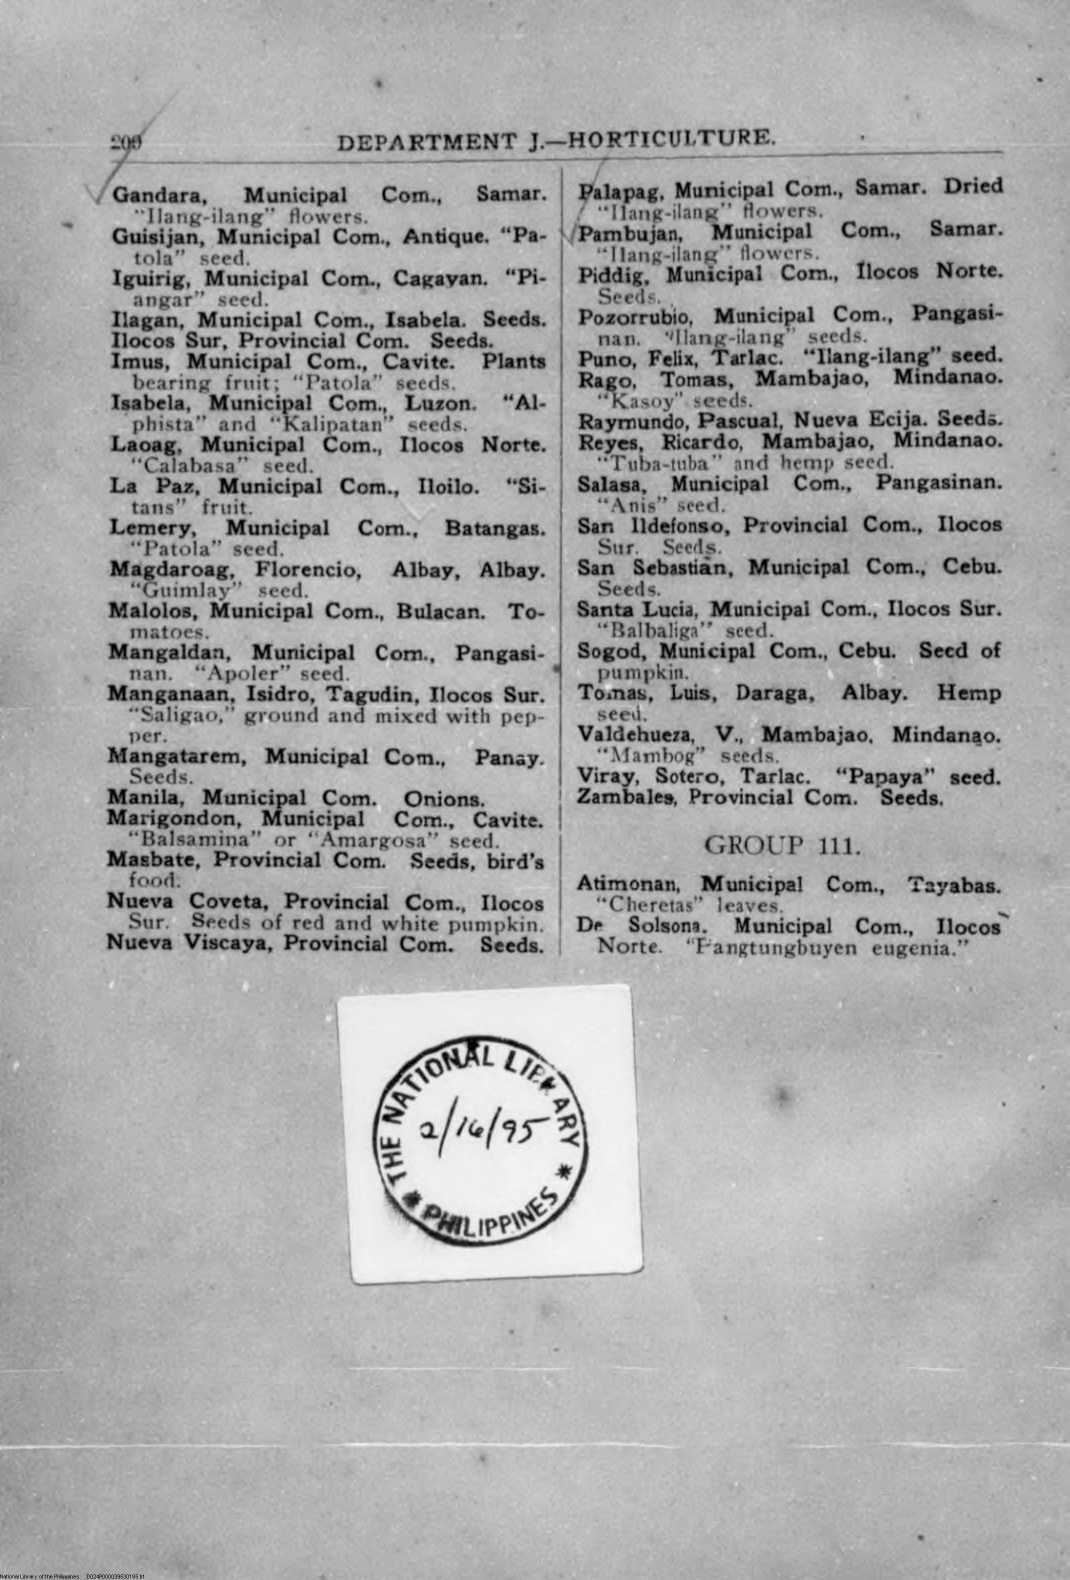 200
DEPARTMENT J.—HORTICULTURE.
Gandara, Municipal Com., Samar.
"Ilang-ilang" flowers.
Guisijan, Municipal Com., Antique. "Pa-
tola" seed.
Iguirig, Municipal Com., Cagayan. "Pi-
angar" seed.
Ilagan, Municipal Com., Isabela. Seeds.
Ilocos Sur, Provincial Com. Seeds.
Imus, Municipal Com., Cavite. Plants
bearing fruit; "Patola" seeds.
Isabela, Municipal Com., Luzon. "Al-
phista" and "Kalipatan" seeds.
Laoag, Municipal Com., Ilocos Norte.
"Calabasa" seed.
La Paz, Municipal Com., Iloilo. "Si-
tans" fruit.
Lemery, Municipal Com., Batangas.
"Patola" seed.
Magdaroag, Florencio, Albay, Albay.
"Guimlay" seed.
Malolos, Municipal Com., Bulacan. To-
matoes.
Mangaldan, Municipal Com., Pangasi-
nan. "Apoler" seed.
Manganaan, Isidro, Tagudin, Ilocos Sur.
"Saligao," ground and mixed with pep-
per.
Mangatarem, Municipal Com., Panay.
Seeds.
Manila, Municipal Com. Onions.
Marigondon, Municipal Com., Cavite.
"Balsamina" or "Amargosa" seed.
Masbate, Provincial Com. Seeds, bird's
food.
Nueva Coveta, Provincial Com., Ilocos
Sur. Seeds of red and white pumpkin.
Nueva Viscaya, Provincial Com. Seeds.
Palapag, Municipal Com., Samar. Dried
"Ilang-ilang" flowers.
Pambujan, Municipal Com., Samar.
"Ilang-ilang" flowers.
Piddig, Municipal Com., Ilocos Norte.
Seeds.
Pozorrubio, Municipal Com., Pangasi-
nan. "Ilang-ilang" seeds.
Puno, Felix, Tarlac. "Ilang-ilang" seed.
Rago, Tomas, Mambajao, Mindanao.
"Kasoy" seeds.
Raymundo, Pascual, Nueva Ecija. Seeds.
Reyes, Ricardo, Mambajao, Mindanao.
"Tuba-tuba" and hemp seed.
Salasa, Municipal Com., Pangasinan.
"Anis" seed.
San Ildefonso, Provincial Com., Ilocos
Sur. Seeds.
San Sebastian, Municipal Com., Cebu.
Seeds.
Santa Lucia, Municipal Com., Ilocos Sur.
"Balbaliga" seed.
Sogod, Municipal Com., Cebu. Seed of
pumpkin.
Tomas, Luis, Daraga, Albay. Hemp
seed.
Valdehueza, V., Mambajao, Mindanao.
"Mambog" seeds.
Viray, Sotero, Tarlac. "Papaya" seed.
Zambales, Provincial Com. Seeds.
GROUP 111.
Atimonan, Municipal Com., Tayabas.
"Cheretas" leaves.
De Solsona, Municipal Com., Ilocos
Norte. "Pangtungbuyen eugenia."
THE NATIONAL LIBRARY
2/16/95
* PHILIPPINES *
National Library of the Philippines